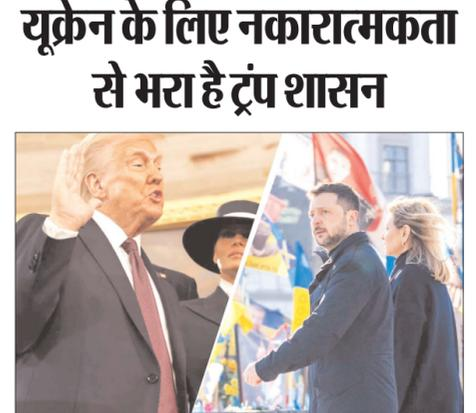 यूक्रेन के लिए नकारात्मकता
से भरा है ट्रंप शासन